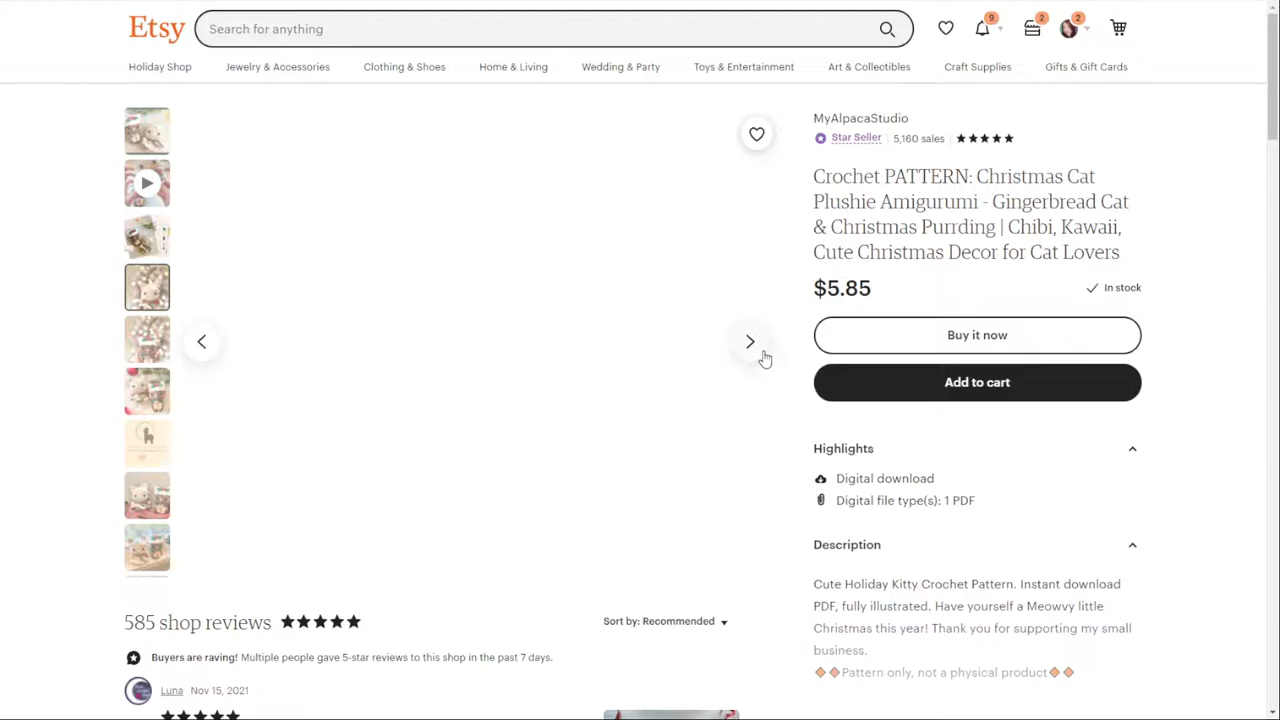 Etsy
Search for anything
9
2
2
Holiday Shop
Jewelry & Accessories
Clothing & Shoes
Home & Living
Wedding & Party
Toys & Entertainment
Art & Collectibles
Craft Supplies
Gifts & Gift Cards
MyAlpacaStudio
Star Seller
5,160 sales
Crochet PATTERN: Christmas Cat
Plushie Amigurumi - Gingerbread Cat
& Christmas Purrding | Chibi, Kawaii,
Cute Christmas Decor for Cat Lovers
$5.85
In stock
Buy it now
Add to cart
Highlights
Digital download
Digital file type(s): 1 PDF
Description
Cute Holiday Kitty Crochet Pattern. Instant download
PDF, fully illustrated. Have yourself a Meowvy little
Christmas this year! Thank you for supporting my small
business.
Pattern only, not a physical product
585 shop reviews
Sort by: Recommended
Buyers are raving! Multiple people gave 5-star reviews to this shop in the past 7 days.
Luna Nov 15, 2021